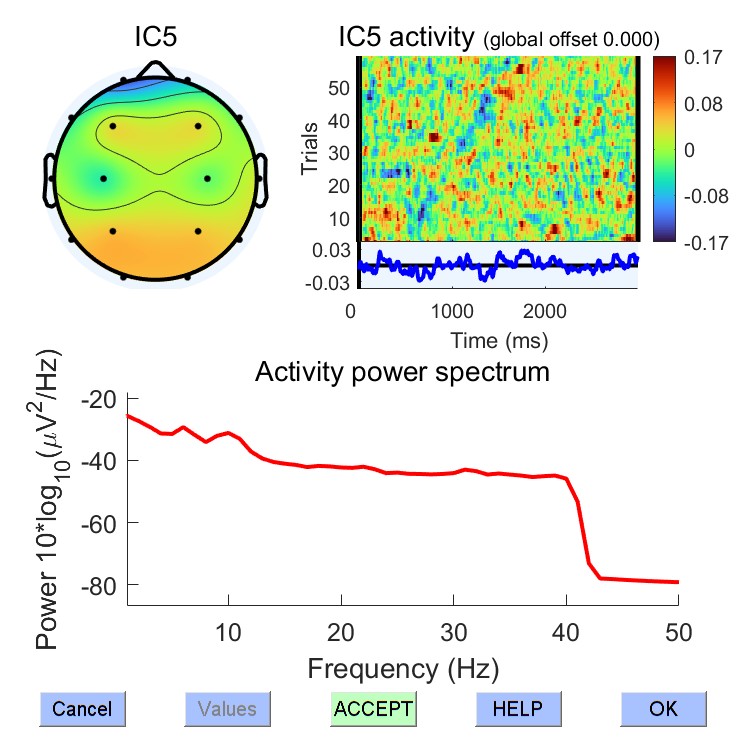 IC5
IC5 activity (global offset 0.000)
Trials
50
40
30
20
10
0.17
0.08
0
-0.08
-0.17
0.03
-0.03
0 1000 2000
Time (ms)
Activity power spectrum
Power 10*log10(μV2/Hz)
-20
-40
-60
-80
10 20 30 40 50
Frequency (Hz)
Cancel Values ACCEPT HELP OK